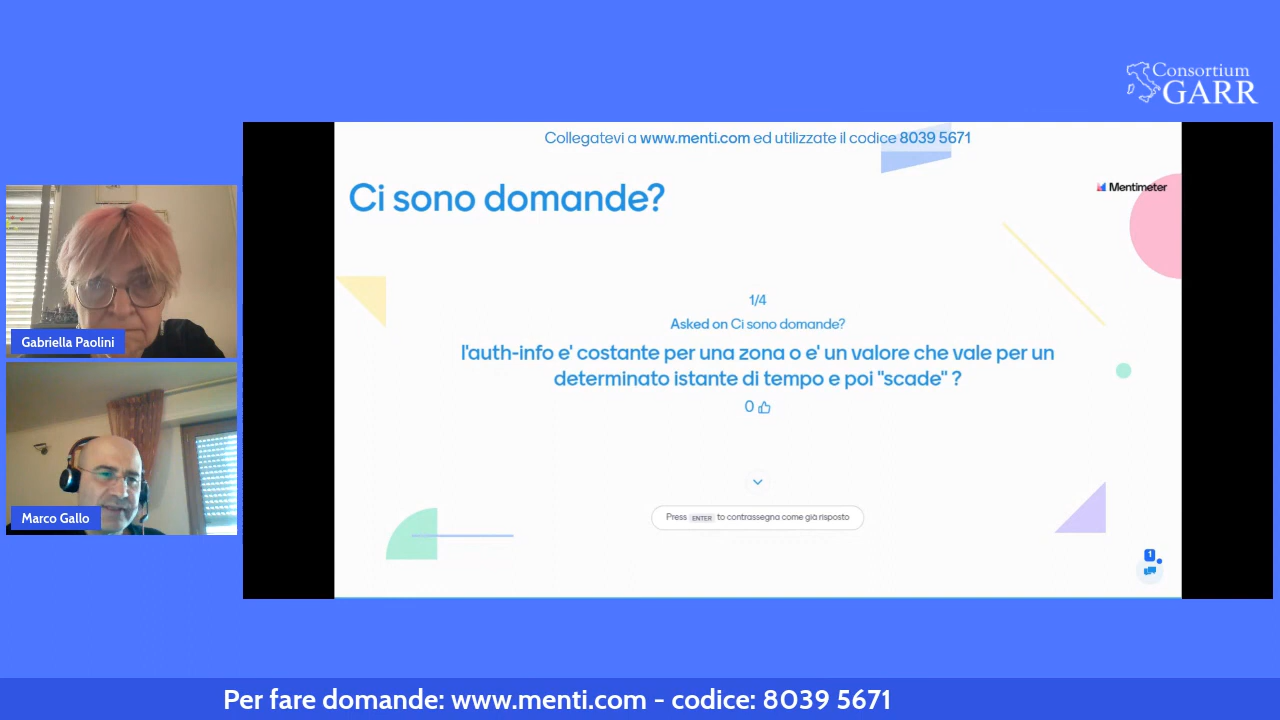 Consortium
GARR
Collegatevi a www.menti.com ed utilizzate il codice 8039 5671
Ci sono domande?
Mentimeter
1/4
Asked on Ci sono domande?
l'auth-info e' costante per una zona o e' un valore che vale per un
determinato istante di tempo e poi "scade" ?
0
Press ENTER to contrassegna come già risposto
1
Gabriella Paolini
Marco Gallo
Per fare domande: www.menti.com - codice: 8039 5671